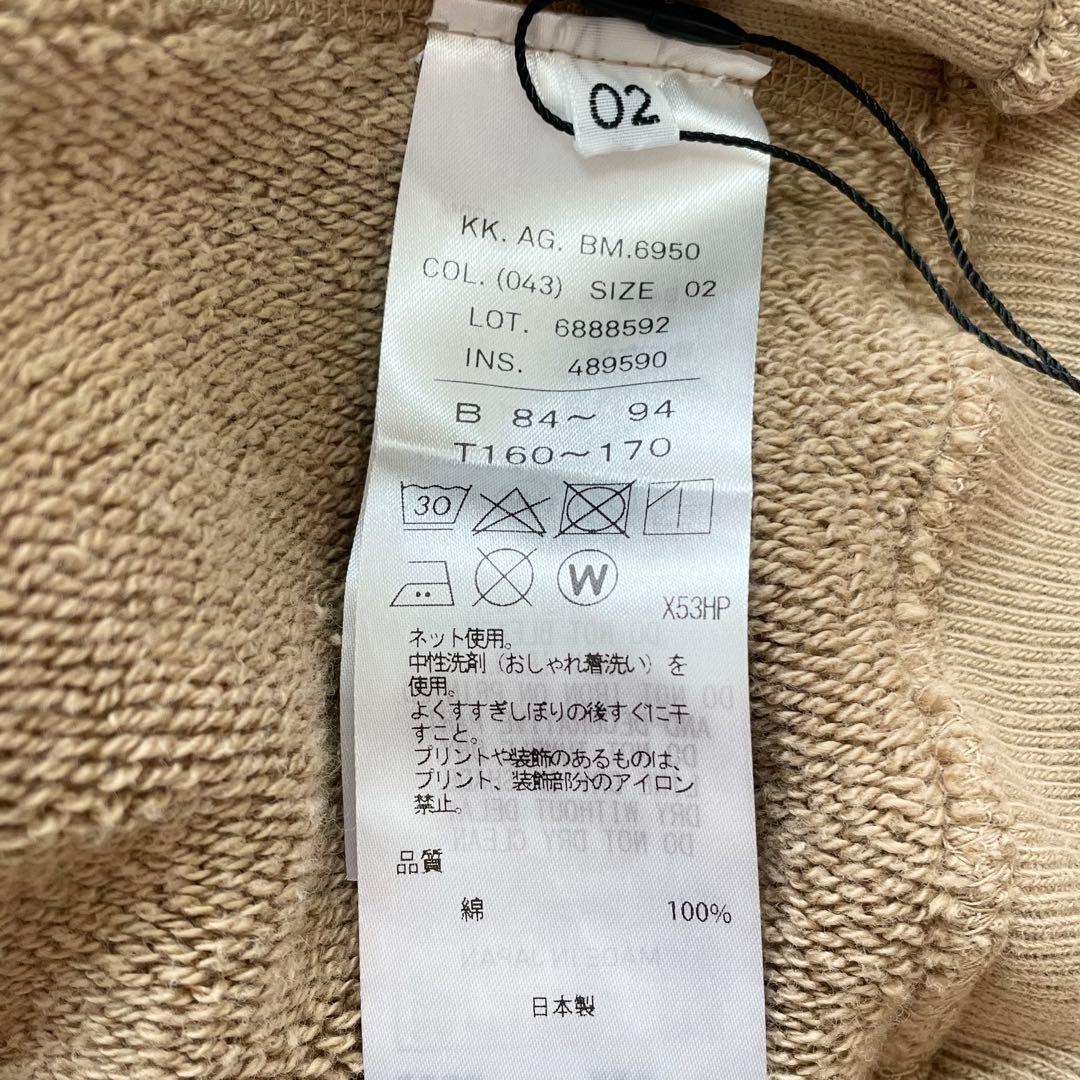 02
KK. AG. BM.6950
COL. (043) SIZE 02
LOT. 6888592
INS. 489590
B 84〜 94
T160〜170
30
W
X53HP
ネット使用。
中性洗剤（おしゃれ着洗い）を
使用。
よくすすぎしぼりの後すぐに干
すこと。
プリントや装飾のあるものは、
プリント、装飾部分のアイロン
禁止。
品質
綿 100%
日本製